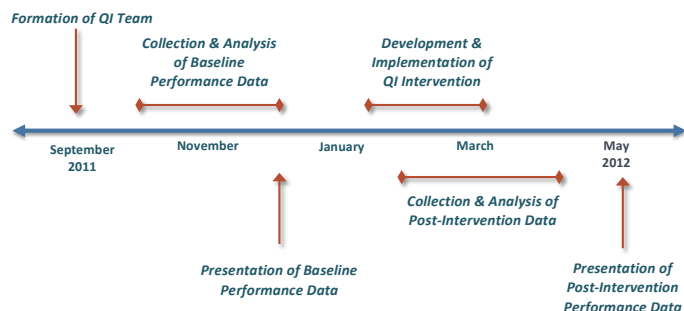 Formation of QI Team
Collection & Analysis
of Baseline
Performance Data
Development &
Implementation of
QI Intervention
September
2011
November
January
March
May
2012
Collection & Analysis of
Post-Intervention Data
Presentation of Baseline
Performance Data
Presentation of
Post-Intervention
Performance Data